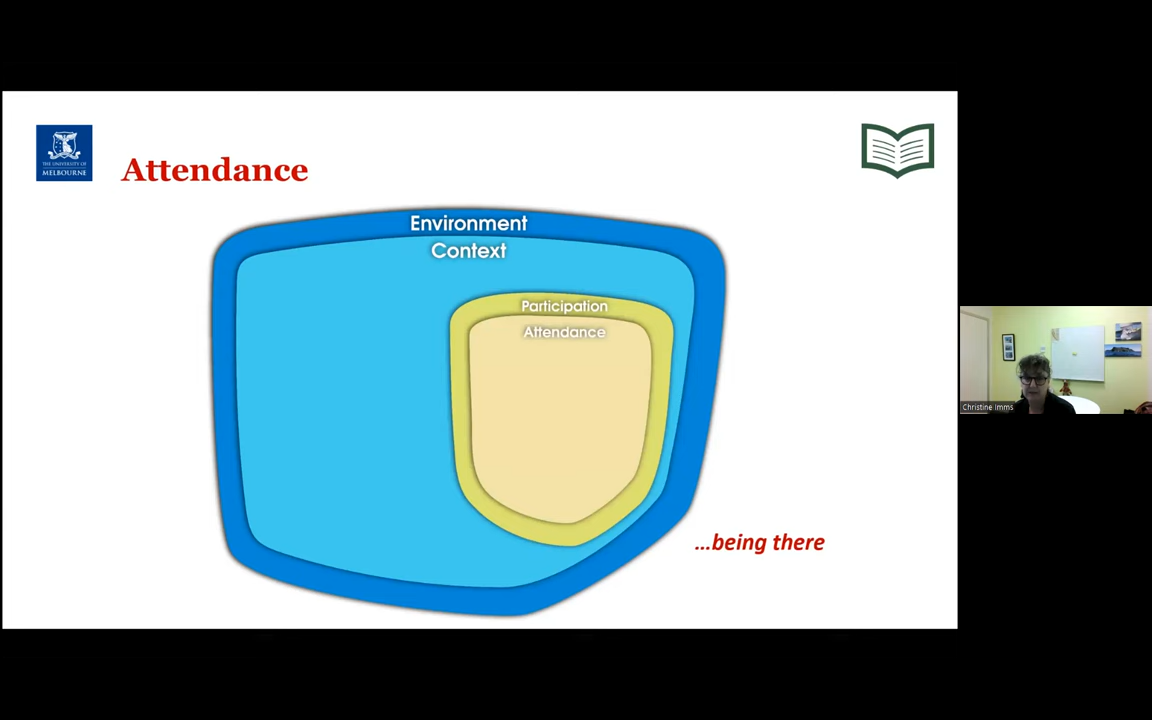 THE UNIVERSITY OF
MELBOURNE
Attendance
Environment
Context
Participation
Attendance
...being there
Christine Imms